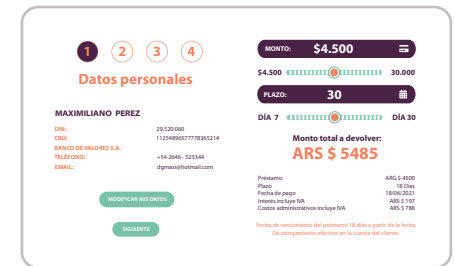 1 2 3 4
Datos personales
MAXIMILIANO PEREZ
DNI: 29.520.060
CBU: 11254896577778365214
BANCO DE VALORES S.A.
TELÉFONO: +54 2646 - 525344
EMAIL: dgmaxi@hotmail.com
MODIFICAR MIS DATOS
SIGUIENTE
MONTO: $4.500
$4.500 30.000
PLAZO: 30
DÍA 7 DÍA 30
Monto total a devolver:
ARS $ 5485
Préstamo ARG $ 4500
Plazo 18 Días
Fecha de pago 18/06/2021
Interés incluye IVA ARS $ 197
Costos administrativos incluye IVA ARS $ 788
Fecha de vencimiento del préstamo 18 días a partir de la fecha
De otorgamiento efectivo en la cuenta del cliente.